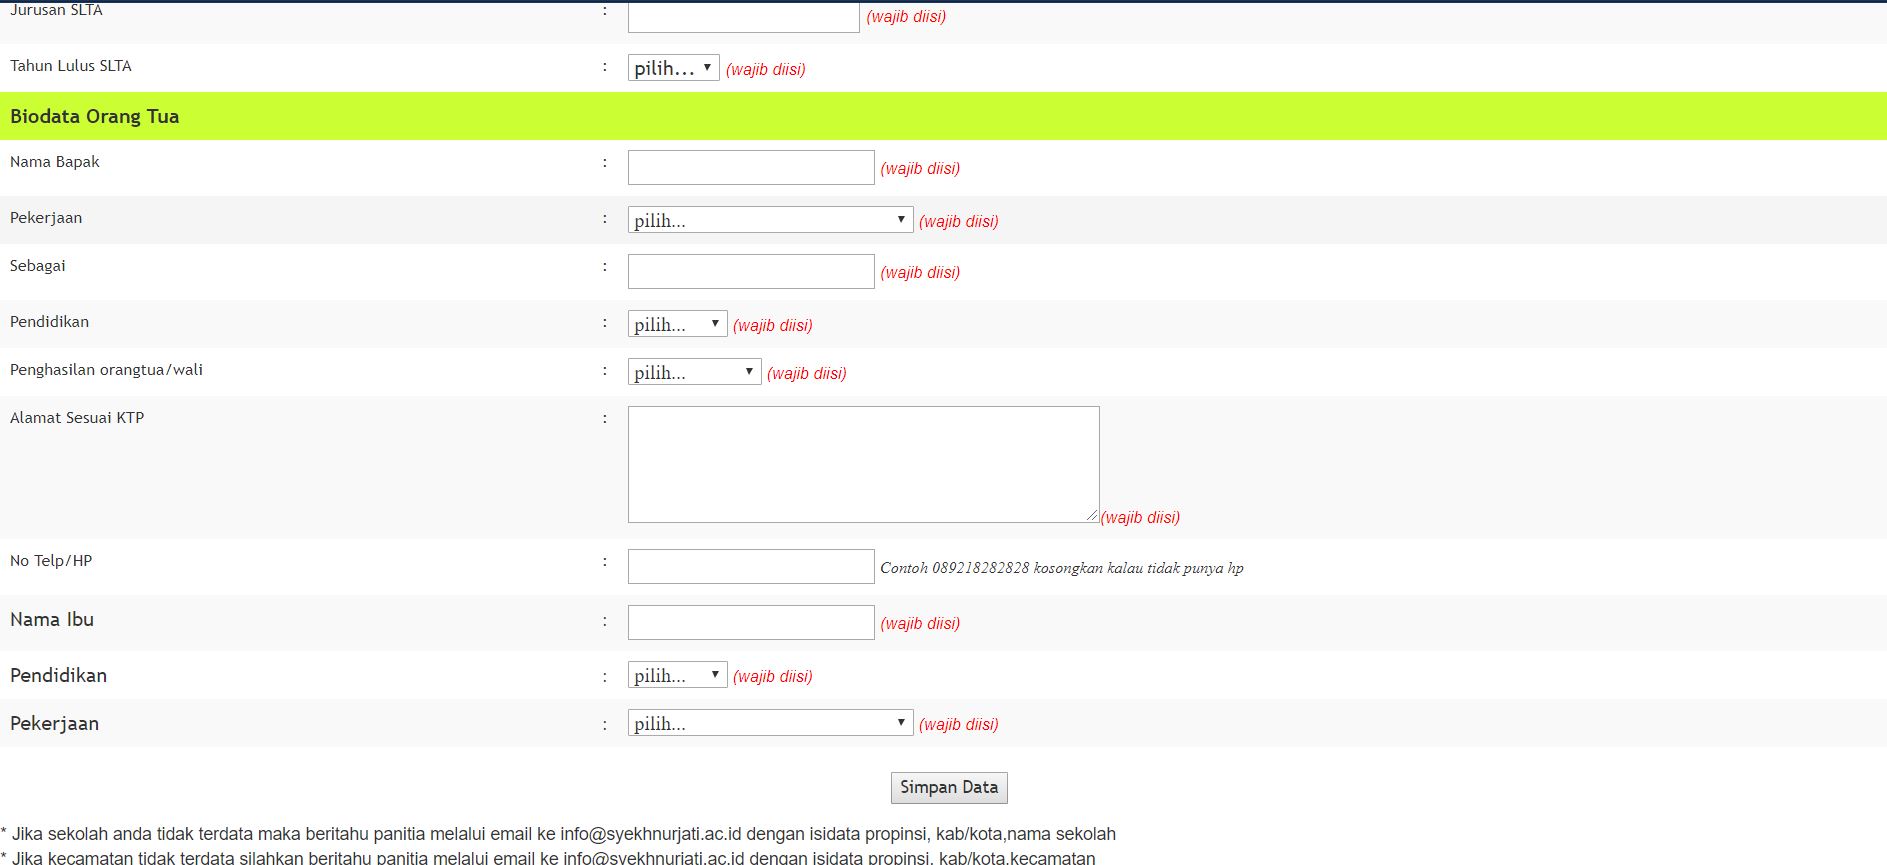 Jurusan SLTA : (wajib diisi)
Tahun Lulus SLTA : pilih... (wajib diisi)
Biodata Orang Tua
Nama Bapak : (wajib diisi)
Pekerjaan : pilih... (wajib diisi)
Sebagai : (wajib diisi)
Pendidikan : pilih... (wajib diisi)
Penghasilan orangtua/wali : pilih... (wajib diisi)
Alamat Sesuai KTP : (wajib diisi)
No Telp/HP : Contoh 089218282828 kosongkan kalau tidak punya hp
Nama Ibu : (wajib diisi)
Pendidikan : pilih... (wajib diisi)
Pekerjaan : pilih... (wajib diisi)
Simpan Data
* Jika sekolah anda tidak terdata maka beritahu panitia melalui email ke info@syekhnurjati.ac.id dengan isidata propinsi, kab/kota,nama sekolah
* Jika kecamatan tidak terdata silahkan beritahu panitia melalui email ke info@syekhnurjati.ac.id dengan isidata propinsi, kab/kota,kecamatan